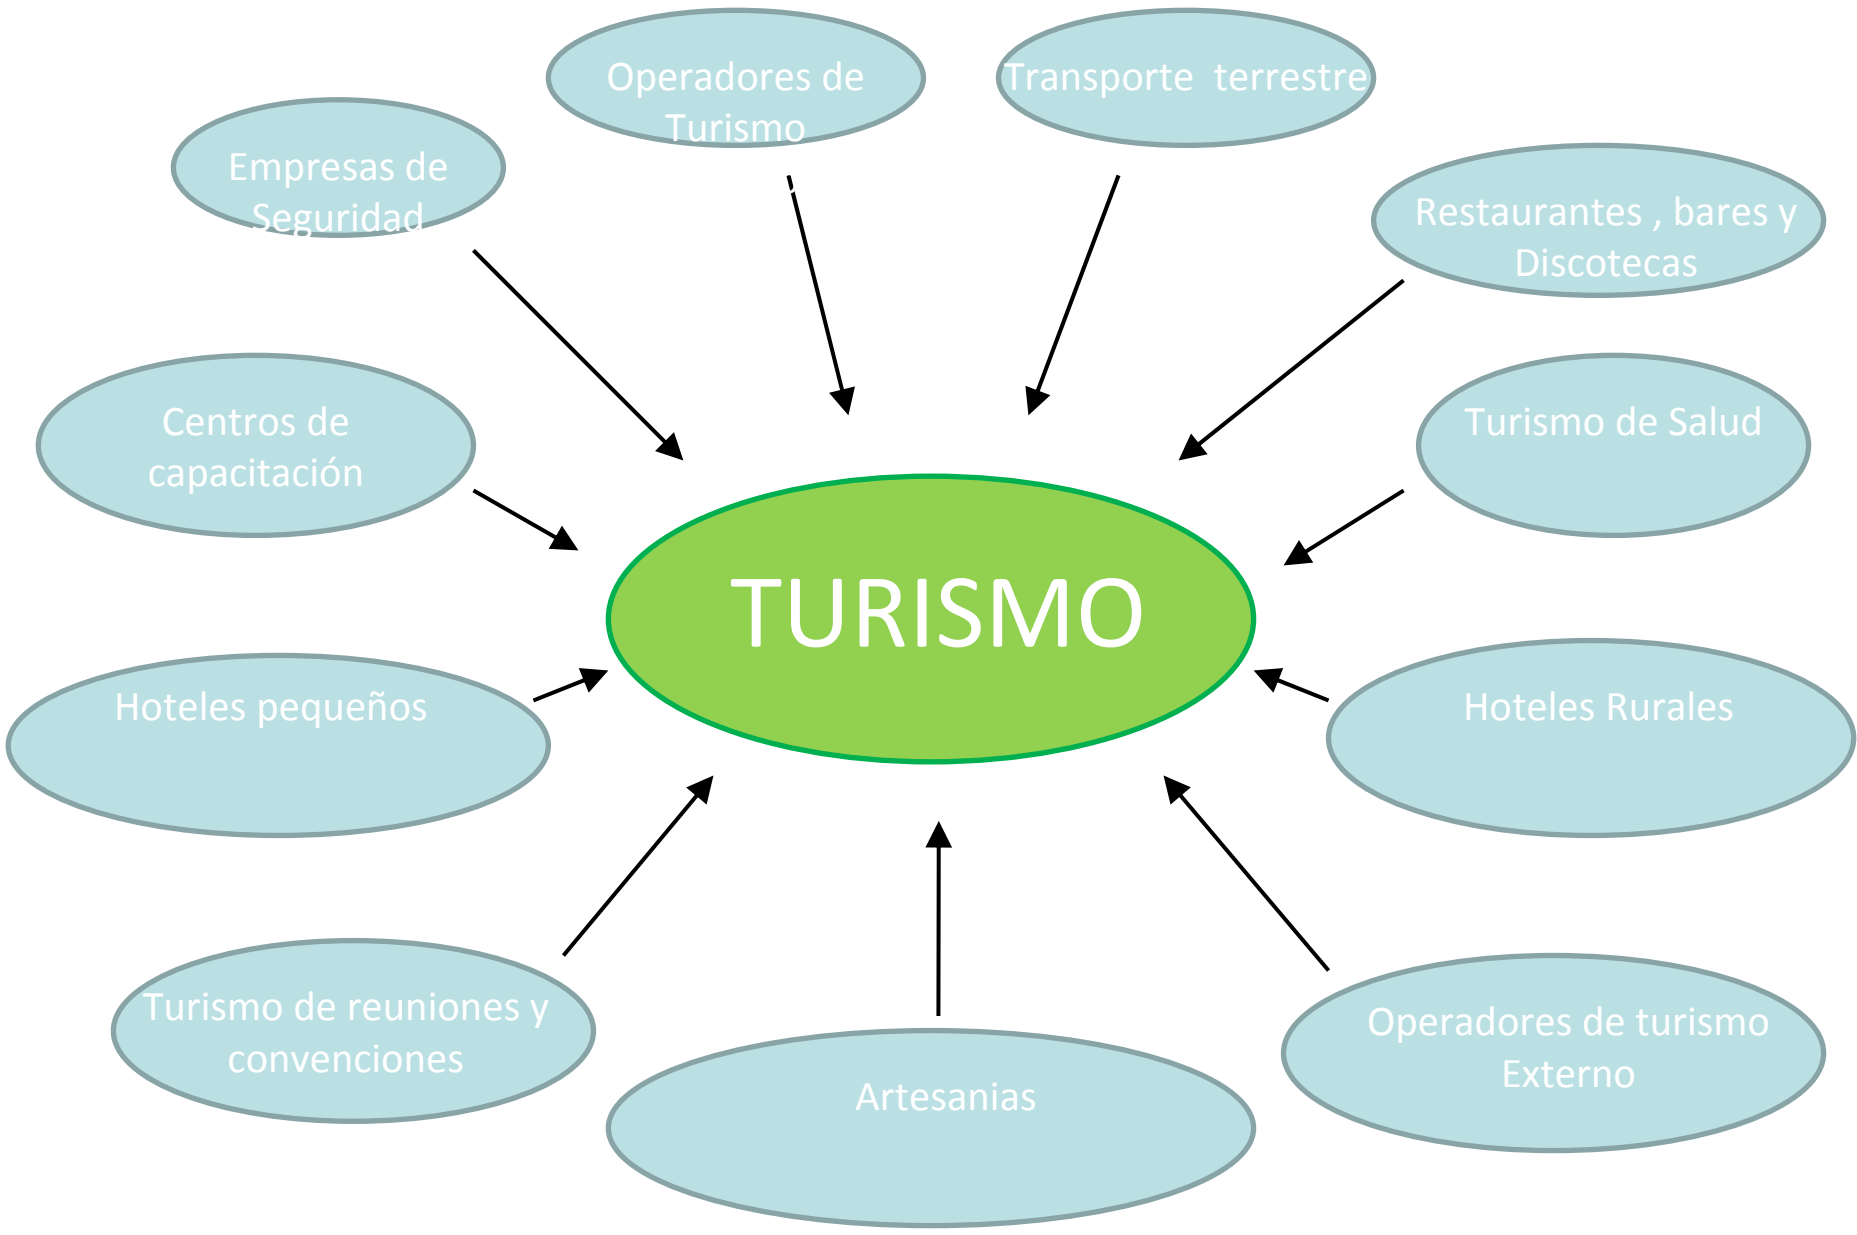 Operadores de
Turismo
Transporte  terrestre
Empresas de
Seguridad
Restaurantes , bares y
Discotecas
Centros de
capacitación
Turismo de Salud
TURISMO
Hoteles pequeños
Hoteles Rurales
Turismo de reuniones y
convenciones
Artesanias
Operadores de turismo
Externo